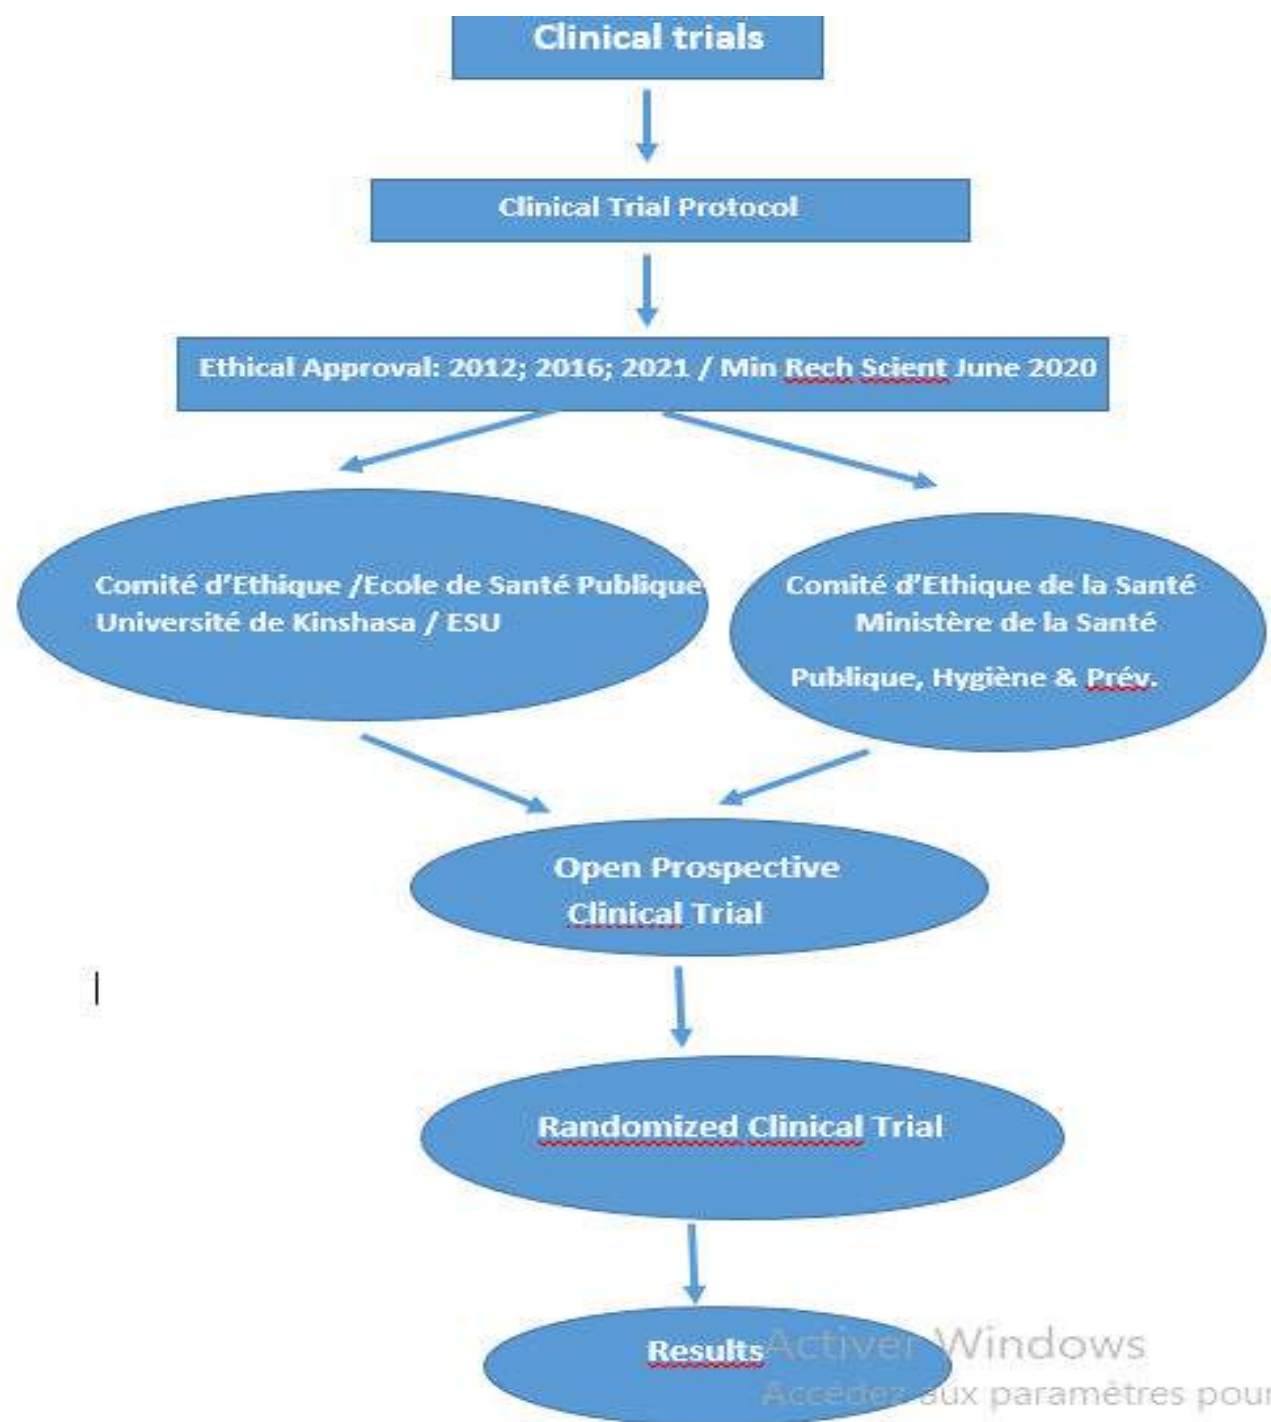 Clinical trials
Clinical Trial Protocol
Ethical Approval: 2012; 2016; 2021 / Min Rech Scient June 2020
Comité d’Ethique /Ecole de Santé Publique
Université de Kinshasa / ESU
Comité d’Ethique de la Santé
Ministère de la Santé
Publique, Hygiène & Prév.
Open Prospective
Clinical Trial
Randomized Clinical Trial
Results
Activer Windows
Accédez aux paramètres pour